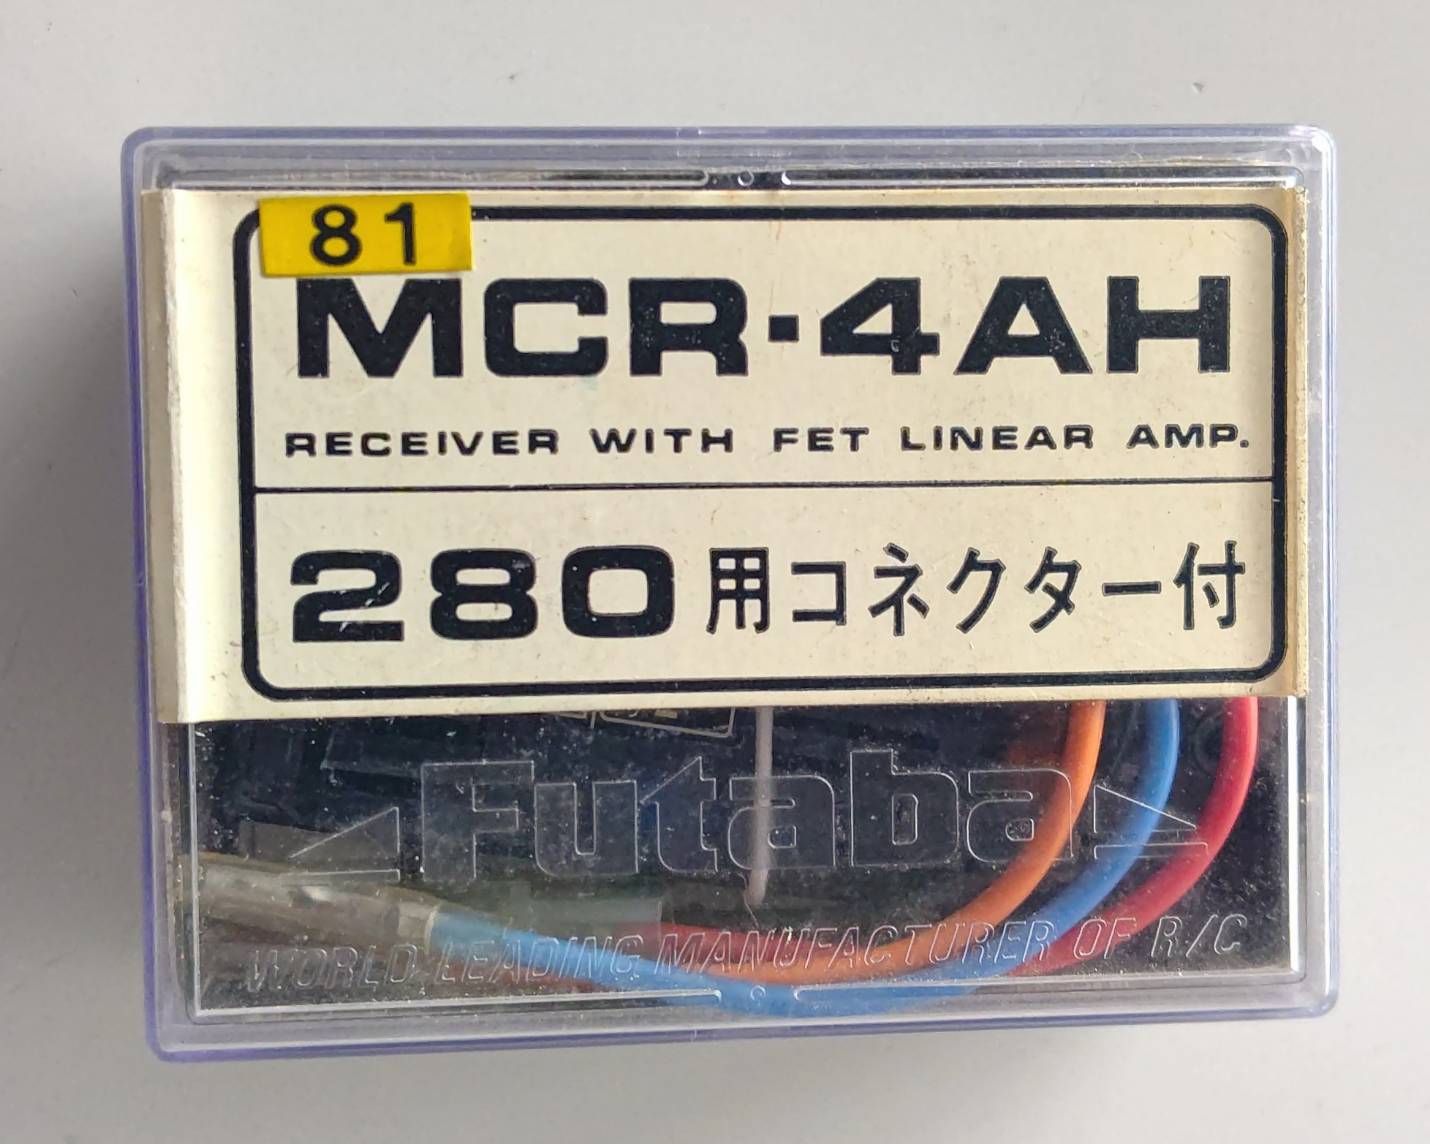 81
MCR·4AH
RECEIVER WITH FET LINEAR AMP.
280用コネクター付
Futaba
WORLD LEADING MANUFACTURER OF R/C